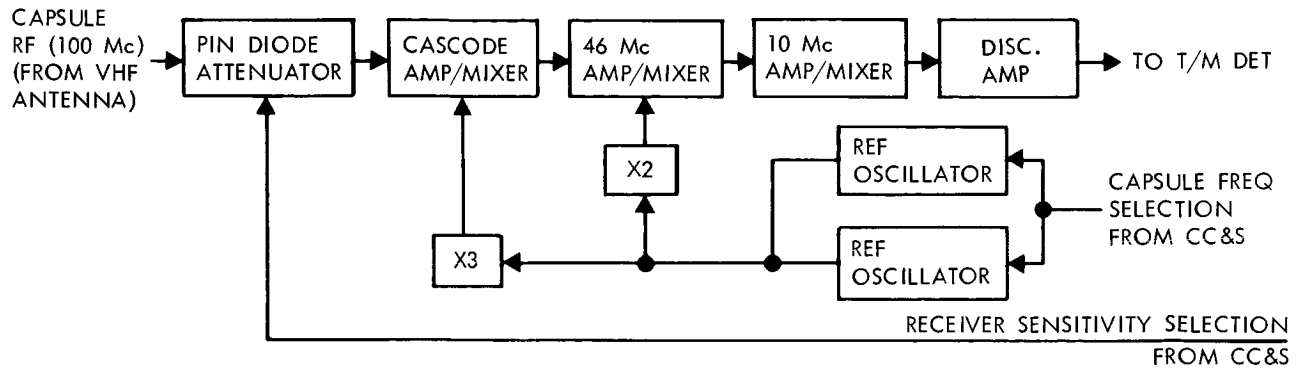 CAPSULE
RF (100 Mc)
(FROM VHF
ANTENNA)
PIN DIODE
ATTENUATOR
CASCODE
AMP/MIXER
46 Mc
AMP/MIXER
10 Mc
AMP/MIXER
DISC.
AMP
TO T/M DET
X2
X3
REF
OSCILLATOR
REF
OSCILLATOR
CAPSULE FREQ
SELECTION
FROM CC&S
RECEIVER SENSITIVITY SELECTION
FROM CC&S